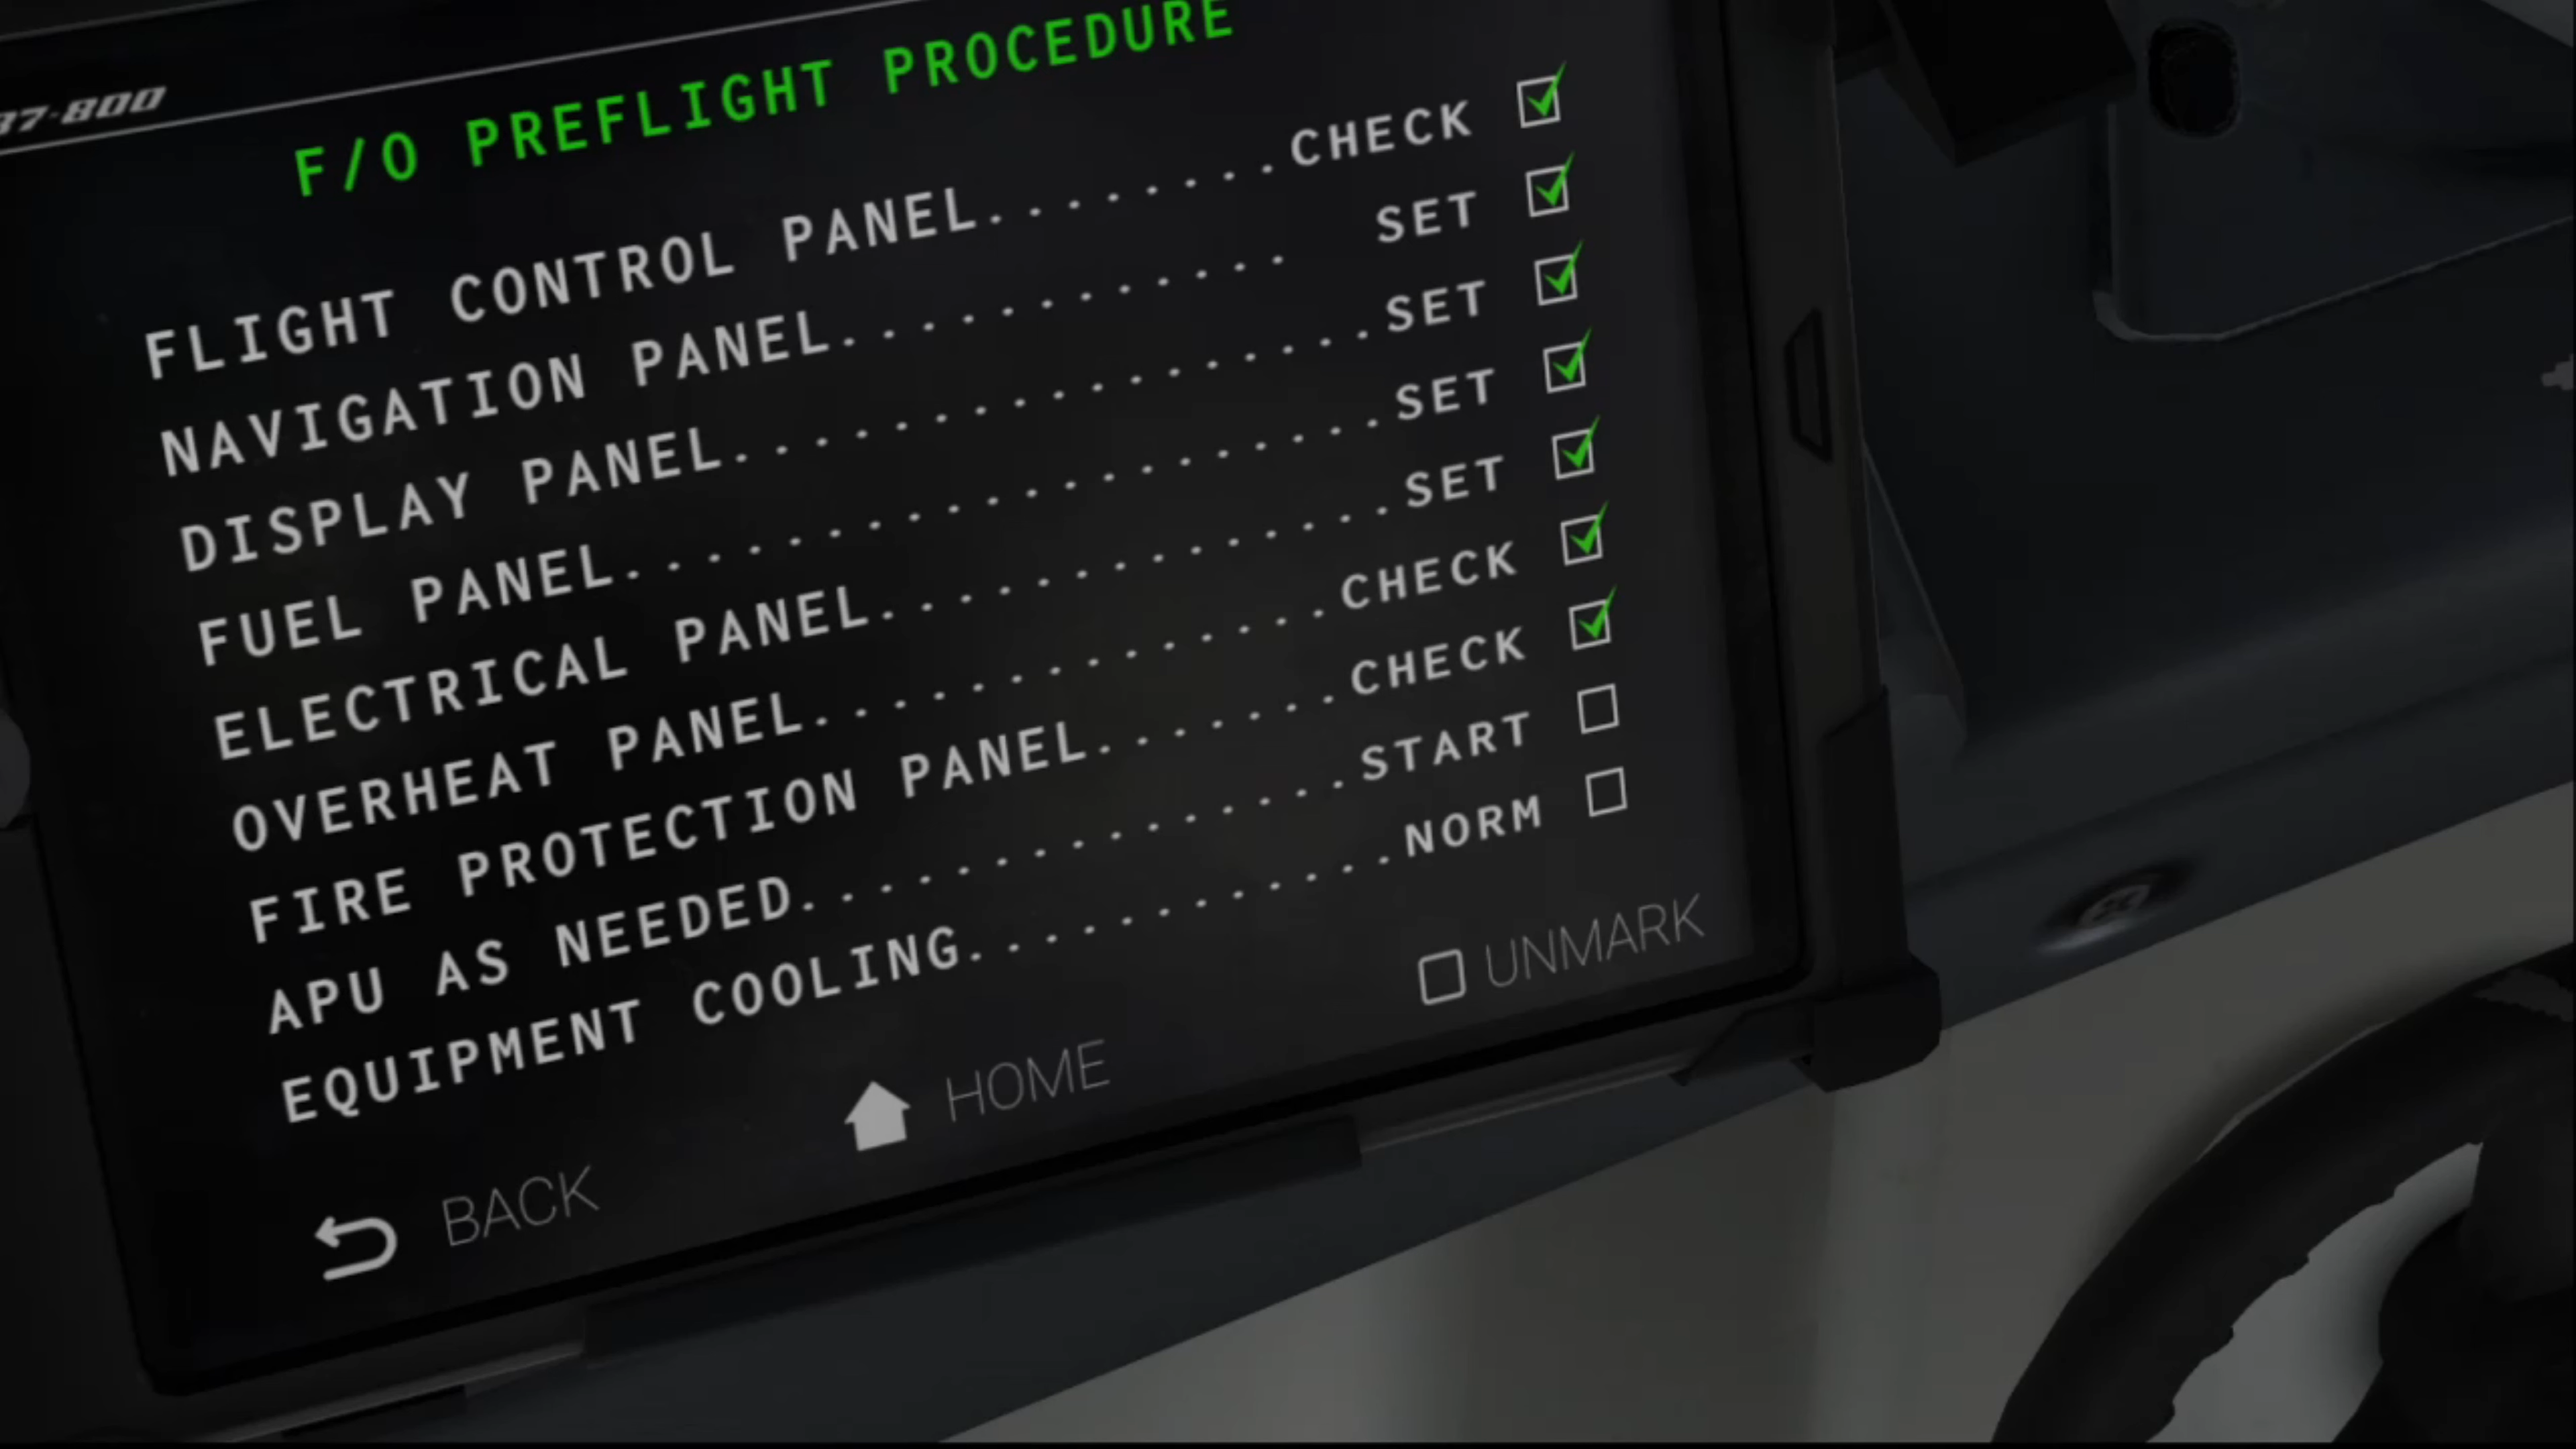 37-800
F/O PREFLIGHT PROCEDURE
FLIGHT CONTROL PANEL........CHECK
NAVIGATION PANEL............ SET
DISPLAY PANEL.................SET
FUEL PANEL....................SET
ELECTRICAL PANEL..............SET
OVERHEAT PANEL..............CHECK
FIRE PROTECTION PANEL.......CHECK
APU AS NEEDED...............START
EQUIPMENT COOLING............NORM
UNMARK
HOME
BACK